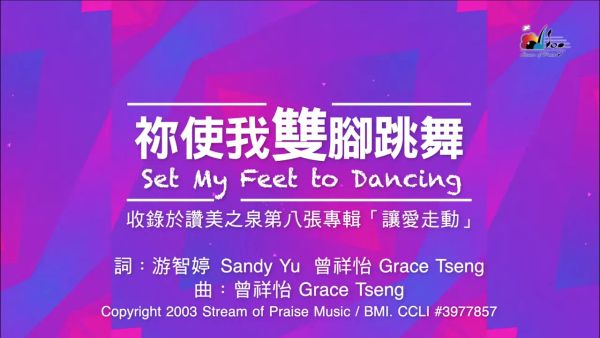 祢使我雙腳跳舞
Set My Feet to Dancing
收錄於讚美之泉第八張專輯「讓愛走動」
詞：游智婷 Sandy Yu 曾祥怡 Grace Tseng
曲：曾祥怡 Grace Tseng
Copyright 2003 Stream of Praise Music / BMI. CCLI #3977857